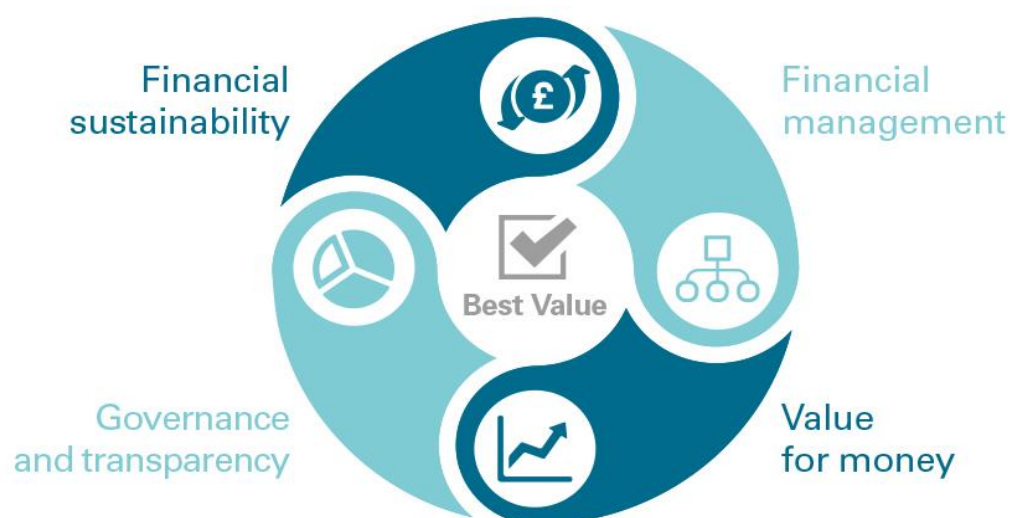 Financial
sustainability
Financial
management
£
Best Value
Governance
and transparency
Value
for money